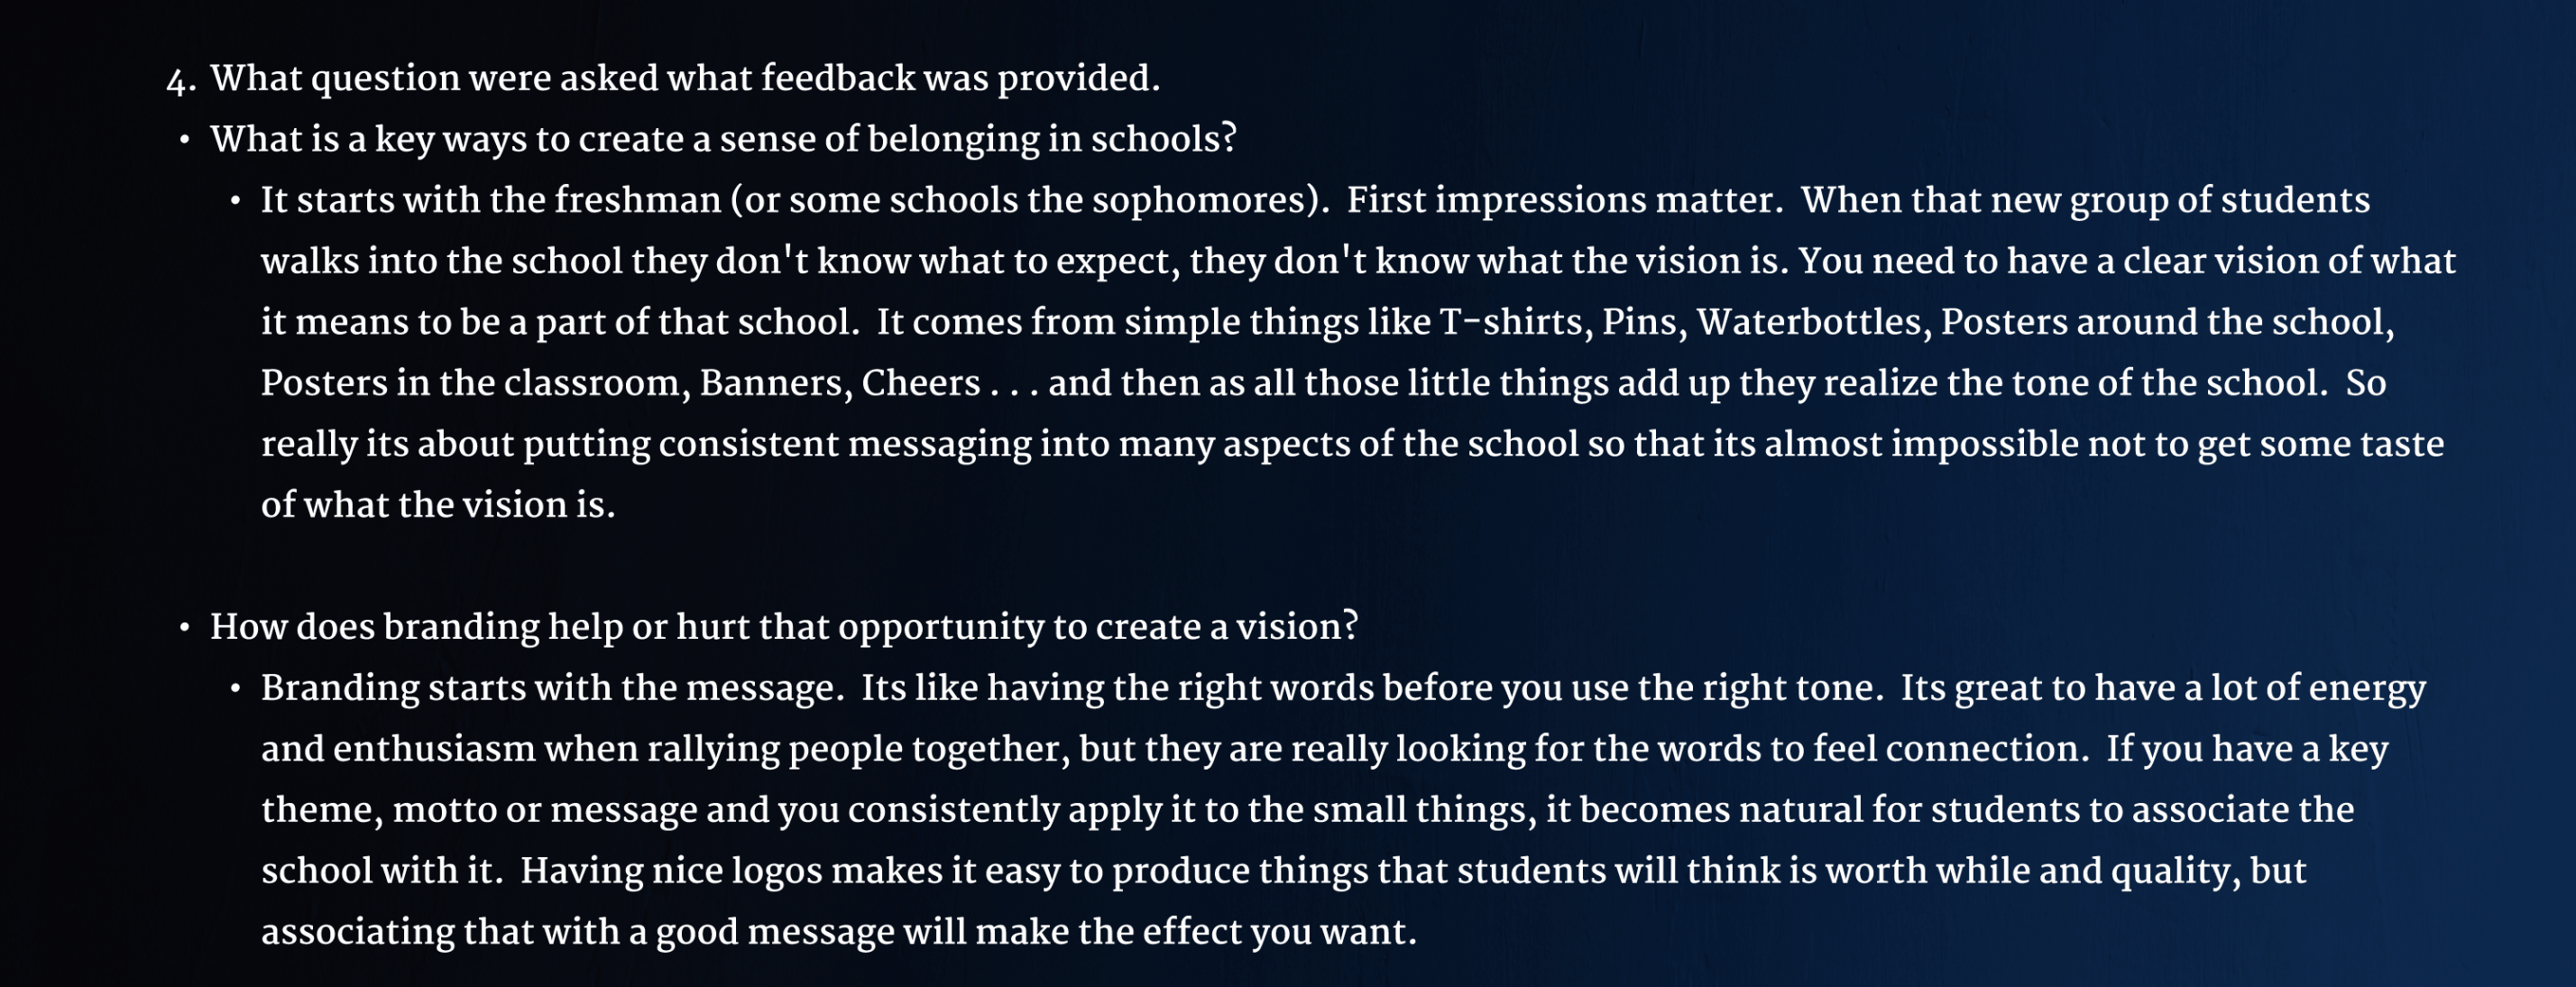 4. What question were asked what feedback was provided.
• What is a key ways to create a sense of belonging in schools?
• It starts with the freshman (or some schools the sophomores).  First impressions matter.  When that new group of students
walks into the school they don't know what to expect, they don't know what the vision is. You need to have a clear vision of what
it means to be a part of that school.  It comes from simple things like T-shirts, Pins, Waterbottles, Posters around the school,
Posters in the classroom, Banners, Cheers . . . and then as all those little things add up they realize the tone of the school.  So
really its about putting consistent messaging into many aspects of the school so that its almost impossible not to get some taste
of what the vision is.
• How does branding help or hurt that opportunity to create a vision?
• Branding starts with the message.  Its like having the right words before you use the right tone.  Its great to have a lot of energy
and enthusiasm when rallying people together, but they are really looking for the words to feel connection.  If you have a key
theme, motto or message and you consistently apply it to the small things, it becomes natural for students to associate the
school with it.  Having nice logos makes it easy to produce things that students will think is worth while and quality, but
associating that with a good message will make the effect you want.